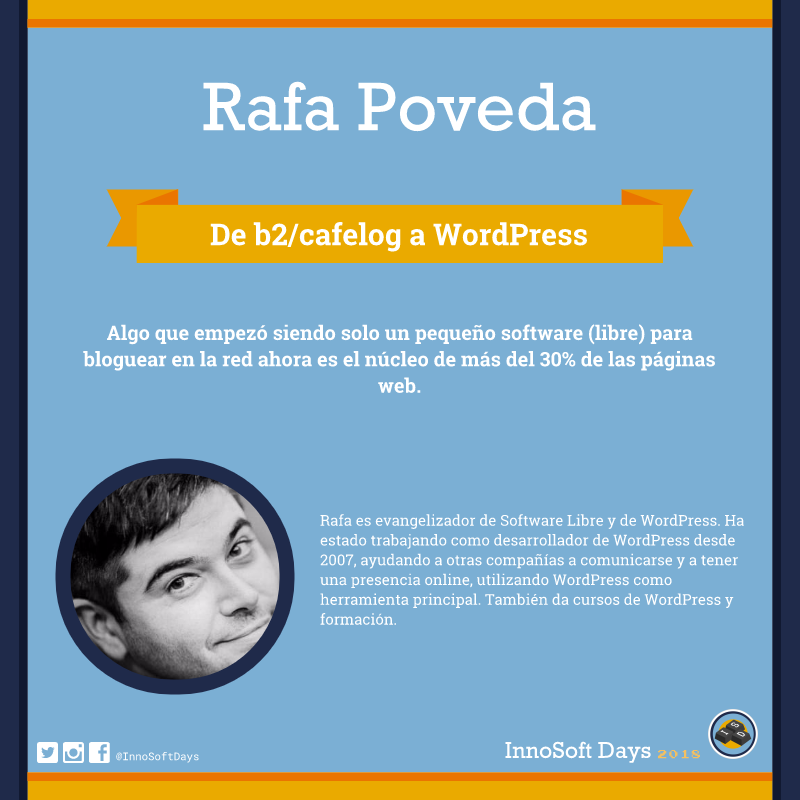 Rafa Poveda
De b2/cafelog a WordPress
Algo que empezó siendo solo un pequeño software (libre) para
bloguear en la red ahora es el núcleo de más del 30% de las páginas
web.
Rafa es evangelizador de Software Libre y de WordPress. Ha
estado trabajando como desarrollador de WordPress desde
2007, ayudando a otras compañías a comunicarse y a tener
una presencia online, utilizando WordPress como
herramienta principal. También da cursos de WordPress y
formación.
@InnoSoftDays
InnoSoft Days 2018
I S D